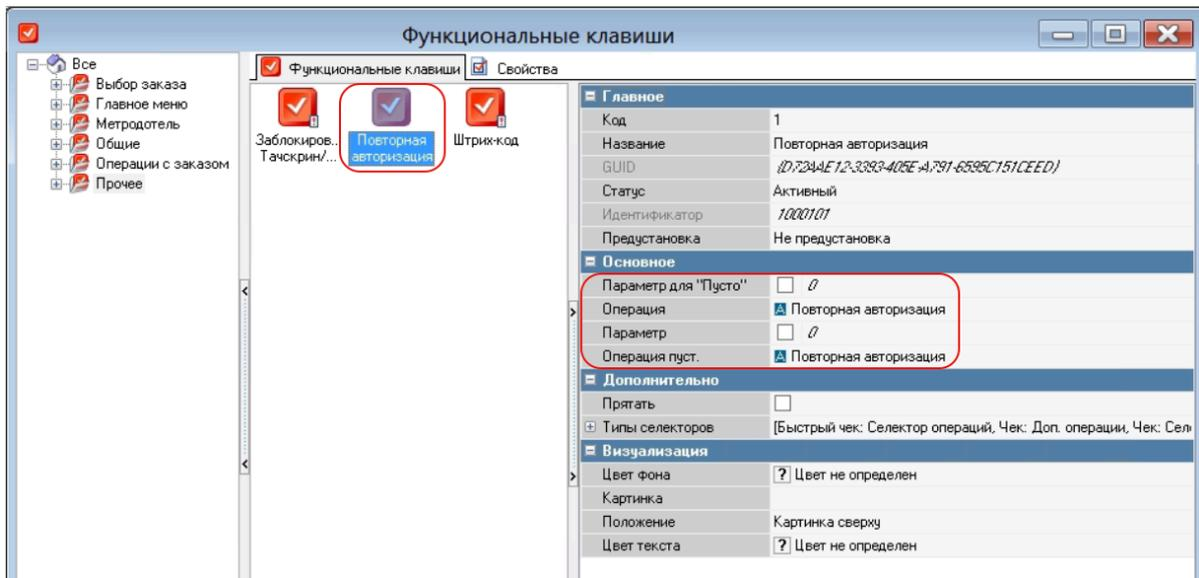 Функциональные клавиши
Все
Выбор заказа
Главное меню
Метродотель
Общие
Операции с заказом
Прочее
Функциональные клавиши
Свойства
Заблокиров..
Тачскрин/...
Повторная
авторизация
Штрих-код
Главное
Код 1
Название Повторная авторизация
GUID {D724AE12-3393-405E-A791-6595C151CEED}
Статус Активный
Идентификатор 1000101
Предустановка Не предустановка
Основное
Параметр для "Пусто" 0
Операция Повторная авторизация
Параметр 0
Операция пуст. Повторная авторизация
Дополнительно
Прятать
Типы селекторов [Быстрый чек: Селектор операций, Чек: Доп. операции, Чек: Сел
Визуализация
Цвет фона ? Цвет не определен
Картинка
Положение Картинка сверху
Цвет текста ? Цвет не определен